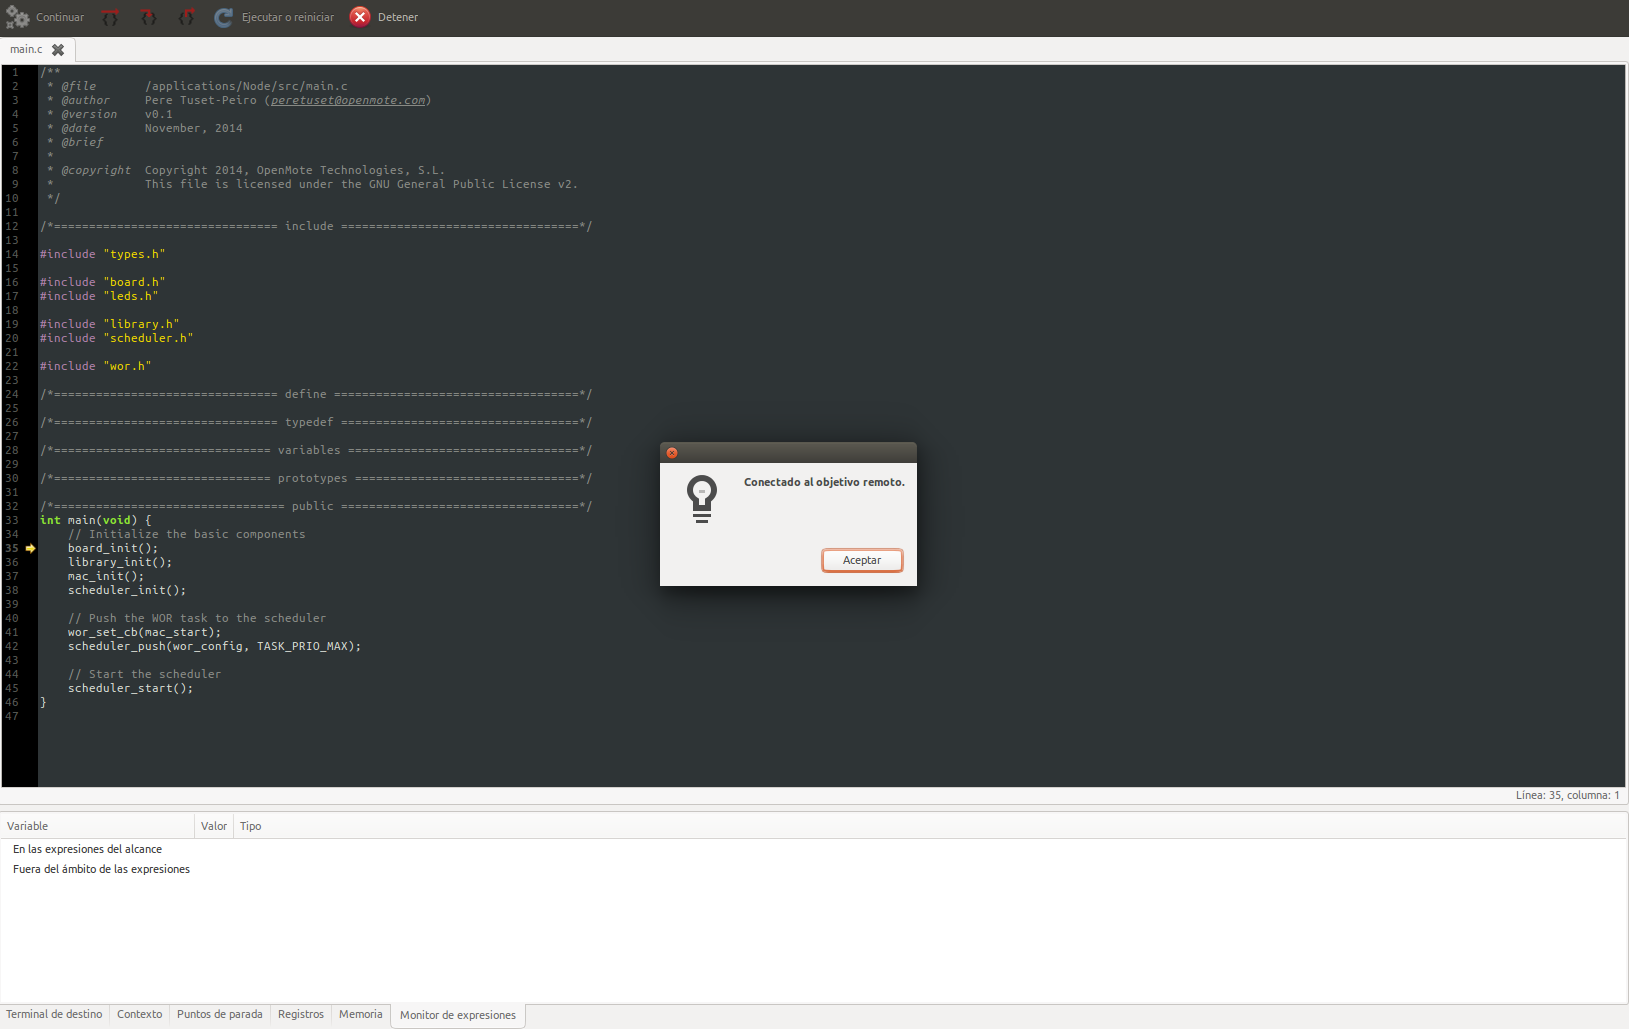 Continuar Ejecutar o reiniciar Detener
main.c
1 /**
2  * @file       /applications/Node/src/main.c
3  * @author     Pere Tuset-Peiro (peretuset@openmote.com)
4  * @version    v0.1
5  * @date       November, 2014
6  * @brief
7  *
8  * @copyright  Copyright 2014, OpenMote Technologies, S.L.
9  *             This file is licensed under the GNU General Public License v2.
10  */
11
12 /*================================ include ==================================*/
13
14 #include "types.h"
15
16 #include "board.h"
17 #include "leds.h"
18
19 #include "library.h"
20 #include "scheduler.h"
21
22 #include "wor.h"
23
24 /*================================ define ===================================*/
25
26 /*================================ typedef ==================================*/
27
28 /*=============================== variables =================================*/
29
30 /*=============================== prototypes ================================*/
31
32 /*================================= public ==================================*/
33 int main(void) {
34     // Initialize the basic components
35     board_init();
36     library_init();
37     mac_init();
38     scheduler_init();
39
40     // Push the WOR task to the scheduler
41     wor_set_cb(mac_start);
42     scheduler_push(wor_config, TASK_PRIO_MAX);
43
44     // Start the scheduler
45     scheduler_start();
46 }
47
Conectado al objetivo remoto.
Aceptar
Línea: 35, columna: 1
Variable Valor Tipo
En las expresiones del alcance
Fuera del ámbito de las expresiones
Terminal de destino Contexto Puntos de parada Registros Memoria Monitor de expresiones